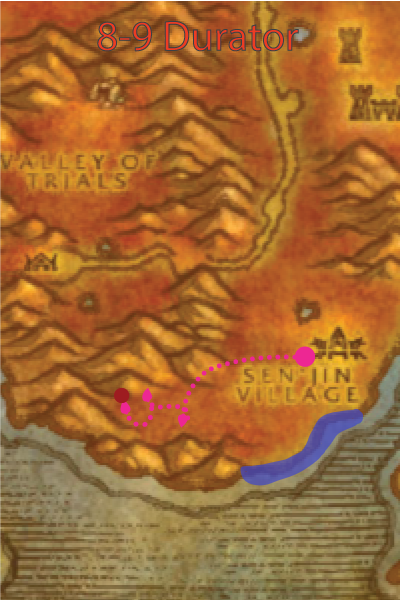 8-9 Durator
VALLEY OF
TRIALS
SEN'JIN
VILLAGE